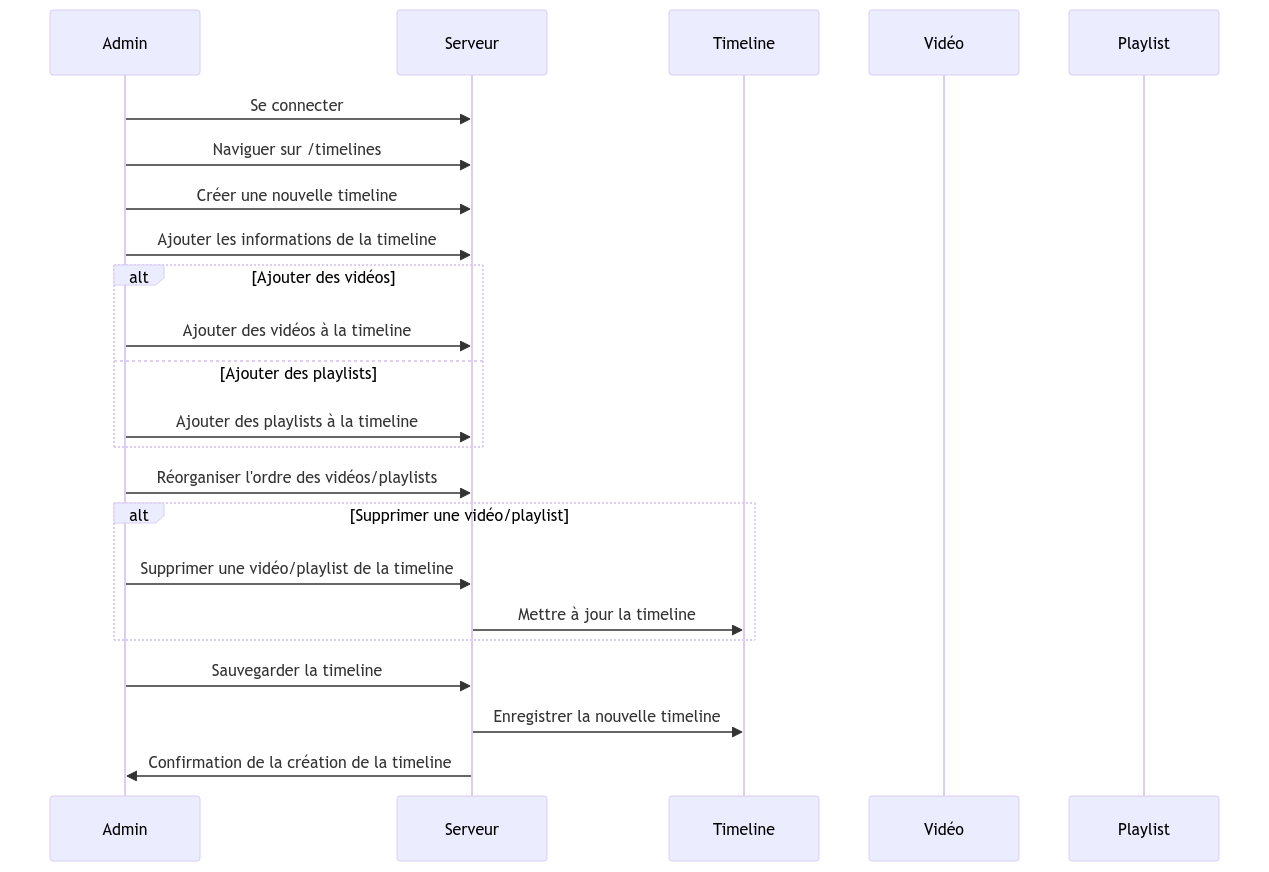 Admin
Serveur
Timeline
Vidéo
Playlist
Se connecter
Naviguer sur /timelines
Créer une nouvelle timeline
Ajouter les informations de la timeline
alt
[Ajouter des vidéos]
Ajouter des vidéos à la timeline
[Ajouter des playlists]
Ajouter des playlists à la timeline
Réorganiser l'ordre des vidéos/playlists
alt
[Supprimer une vidéo/playlist]
Supprimer une vidéo/playlist de la timeline
Mettre à jour la timeline
Sauvegarder la timeline
Enregistrer la nouvelle timeline
Confirmation de la création de la timeline
Admin
Serveur
Timeline
Vidéo
Playlist